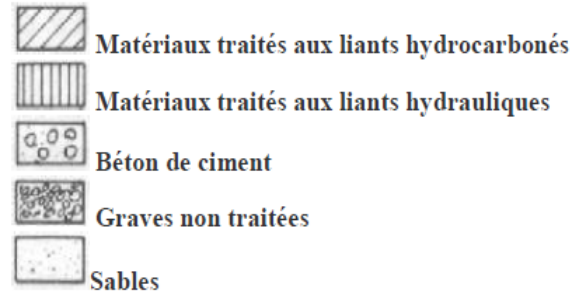 Matériaux traités aux liants hydrocarbonés
Matériaux traités aux liants hydrauliques
Béton de ciment
Graves non traitées
Sables